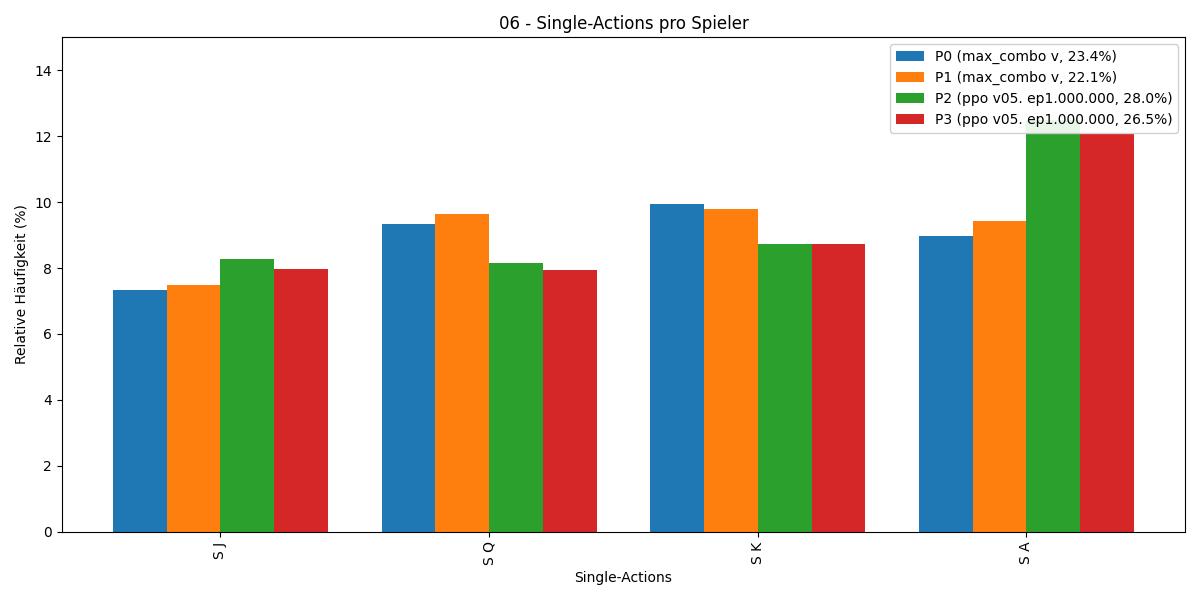 06 - Single-Actions pro Spieler
P0 (max_combo v, 23.4%)
P1 (max_combo v, 22.1%)
P2 (ppo v05. ep1.000.000, 28.0%)
P3 (ppo v05. ep1.000.000, 26.5%)
Relative Häufigkeit (%)
14
12
10
8
6
4
2
0
S J
S Q
S K
S A
Single-Actions